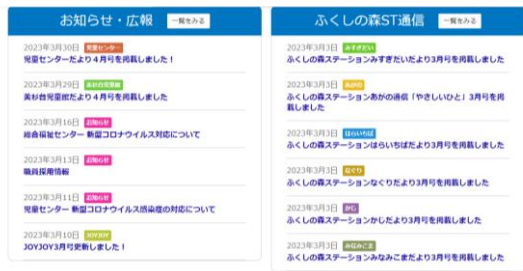 お知らせ・広報 一覧をみる
2023年3月30日 児童センター
児童センターだより4月号を掲載しました！
2023年3月29日 美杉台児童館
美杉台児童館だより4月号を掲載しました
2023年3月16日 お知らせ
総合福祉センター 新型コロナウイルス対応について
2023年3月13日 お知らせ
職員採用情報
2023年3月11日 お知らせ
児童センター 新型コロナウイルス感染症の対応について
2023年3月10日 JOYJOY
JOYJOY3月号更新しました！
ふくしの森ST通信 一覧をみる
2023年3月3日 みすぎだい
ふくしの森ステーションみすぎだいだより3月号を掲載しました
2023年3月3日 あがの
ふくしの森ステーションあがの通信「やさしいひと」3月号を掲
載しました
2023年3月3日 はらいちば
ふくしの森ステーションはらいちばだより3月号を掲載しました
2023年3月3日 なぐり
ふくしの森ステーションなぐりだより3月号を掲載しました
2023年3月3日 かじ
ふくしの森ステーションかじだより3月号を掲載しました
2023年3月3日 みなみこま
ふくしの森ステーションみなみこまだより3月号を掲載しました